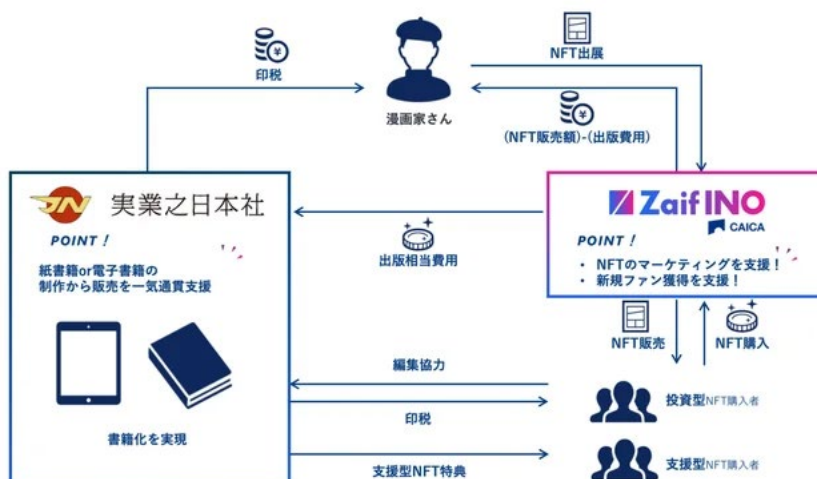 印税
漫画家さん
NFT出展
(NFT販売額)-(出版費用)
JN 実業之日本社
POINT!
紙書籍or電子書籍の
制作から販売を一気通貫支援
書籍化を実現
出版相当費用
Zaif INO
CAICA
POINT!
・ NFTのマーケティングを支援!
・ 新規ファン獲得を支援!
NFT販売
NFT購入
編集協力
投資型NFT購入者
印税
支援型NFT購入者
支援型NFT特典